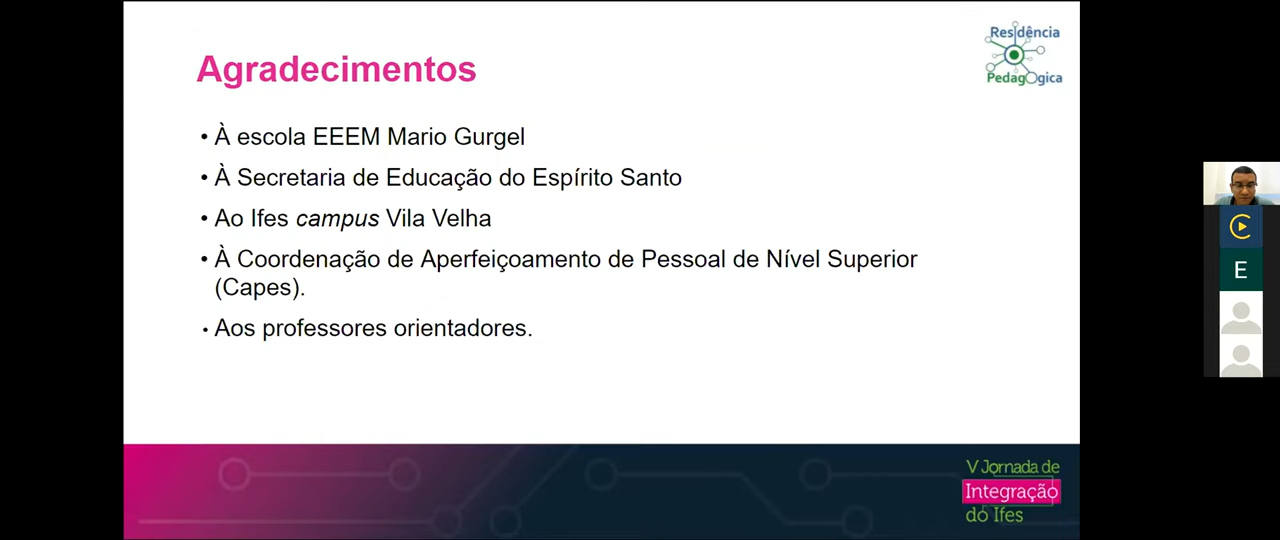 Agradecimentos
Residência
Pedagógica
• À escola EEEM Mario Gurgel
• À Secretaria de Educação do Espírito Santo
• Ao Ifes campus Vila Velha
• À Coordenação de Aperfeiçoamento de Pessoal de Nível Superior
(Capes).
• Aos professores orientadores.
E
V Jornada de
Integração
do Ifes